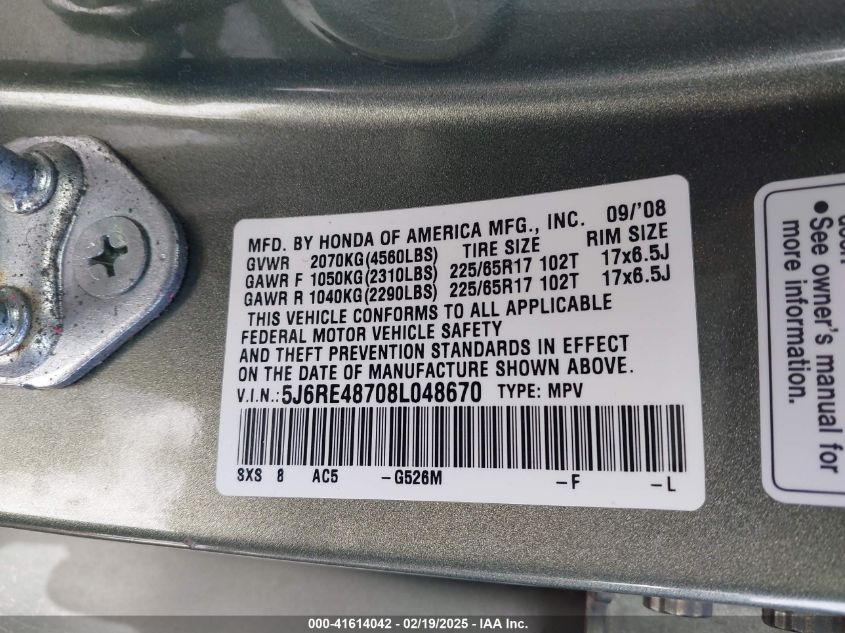 MFD. BY HONDA OF AMERICA MFG., INC. 09/'08
GVWR 2070KG(4560LBS) TIRE SIZE RIM SIZE
GAWR F 1050KG(2310LBS) 225/65R17 102T 17x6.5J
GAWR R 1040KG(2290LBS) 225/65R17 102T 17x6.5J
THIS VEHICLE CONFORMS TO ALL APPLICABLE
FEDERAL MOTOR VEHICLE SAFETY
AND THEFT PREVENTION STANDARDS IN EFFECT
ON THE DATE OF MANUFACTURE SHOWN ABOVE.
V.I.N.: 5J6RE48708L048670 TYPE: MPV
SXS 8 AC5 -G526M -F -L
•See owner's manual for
more information.
000-41614042 - 02/19/2025 - IAA Inc.